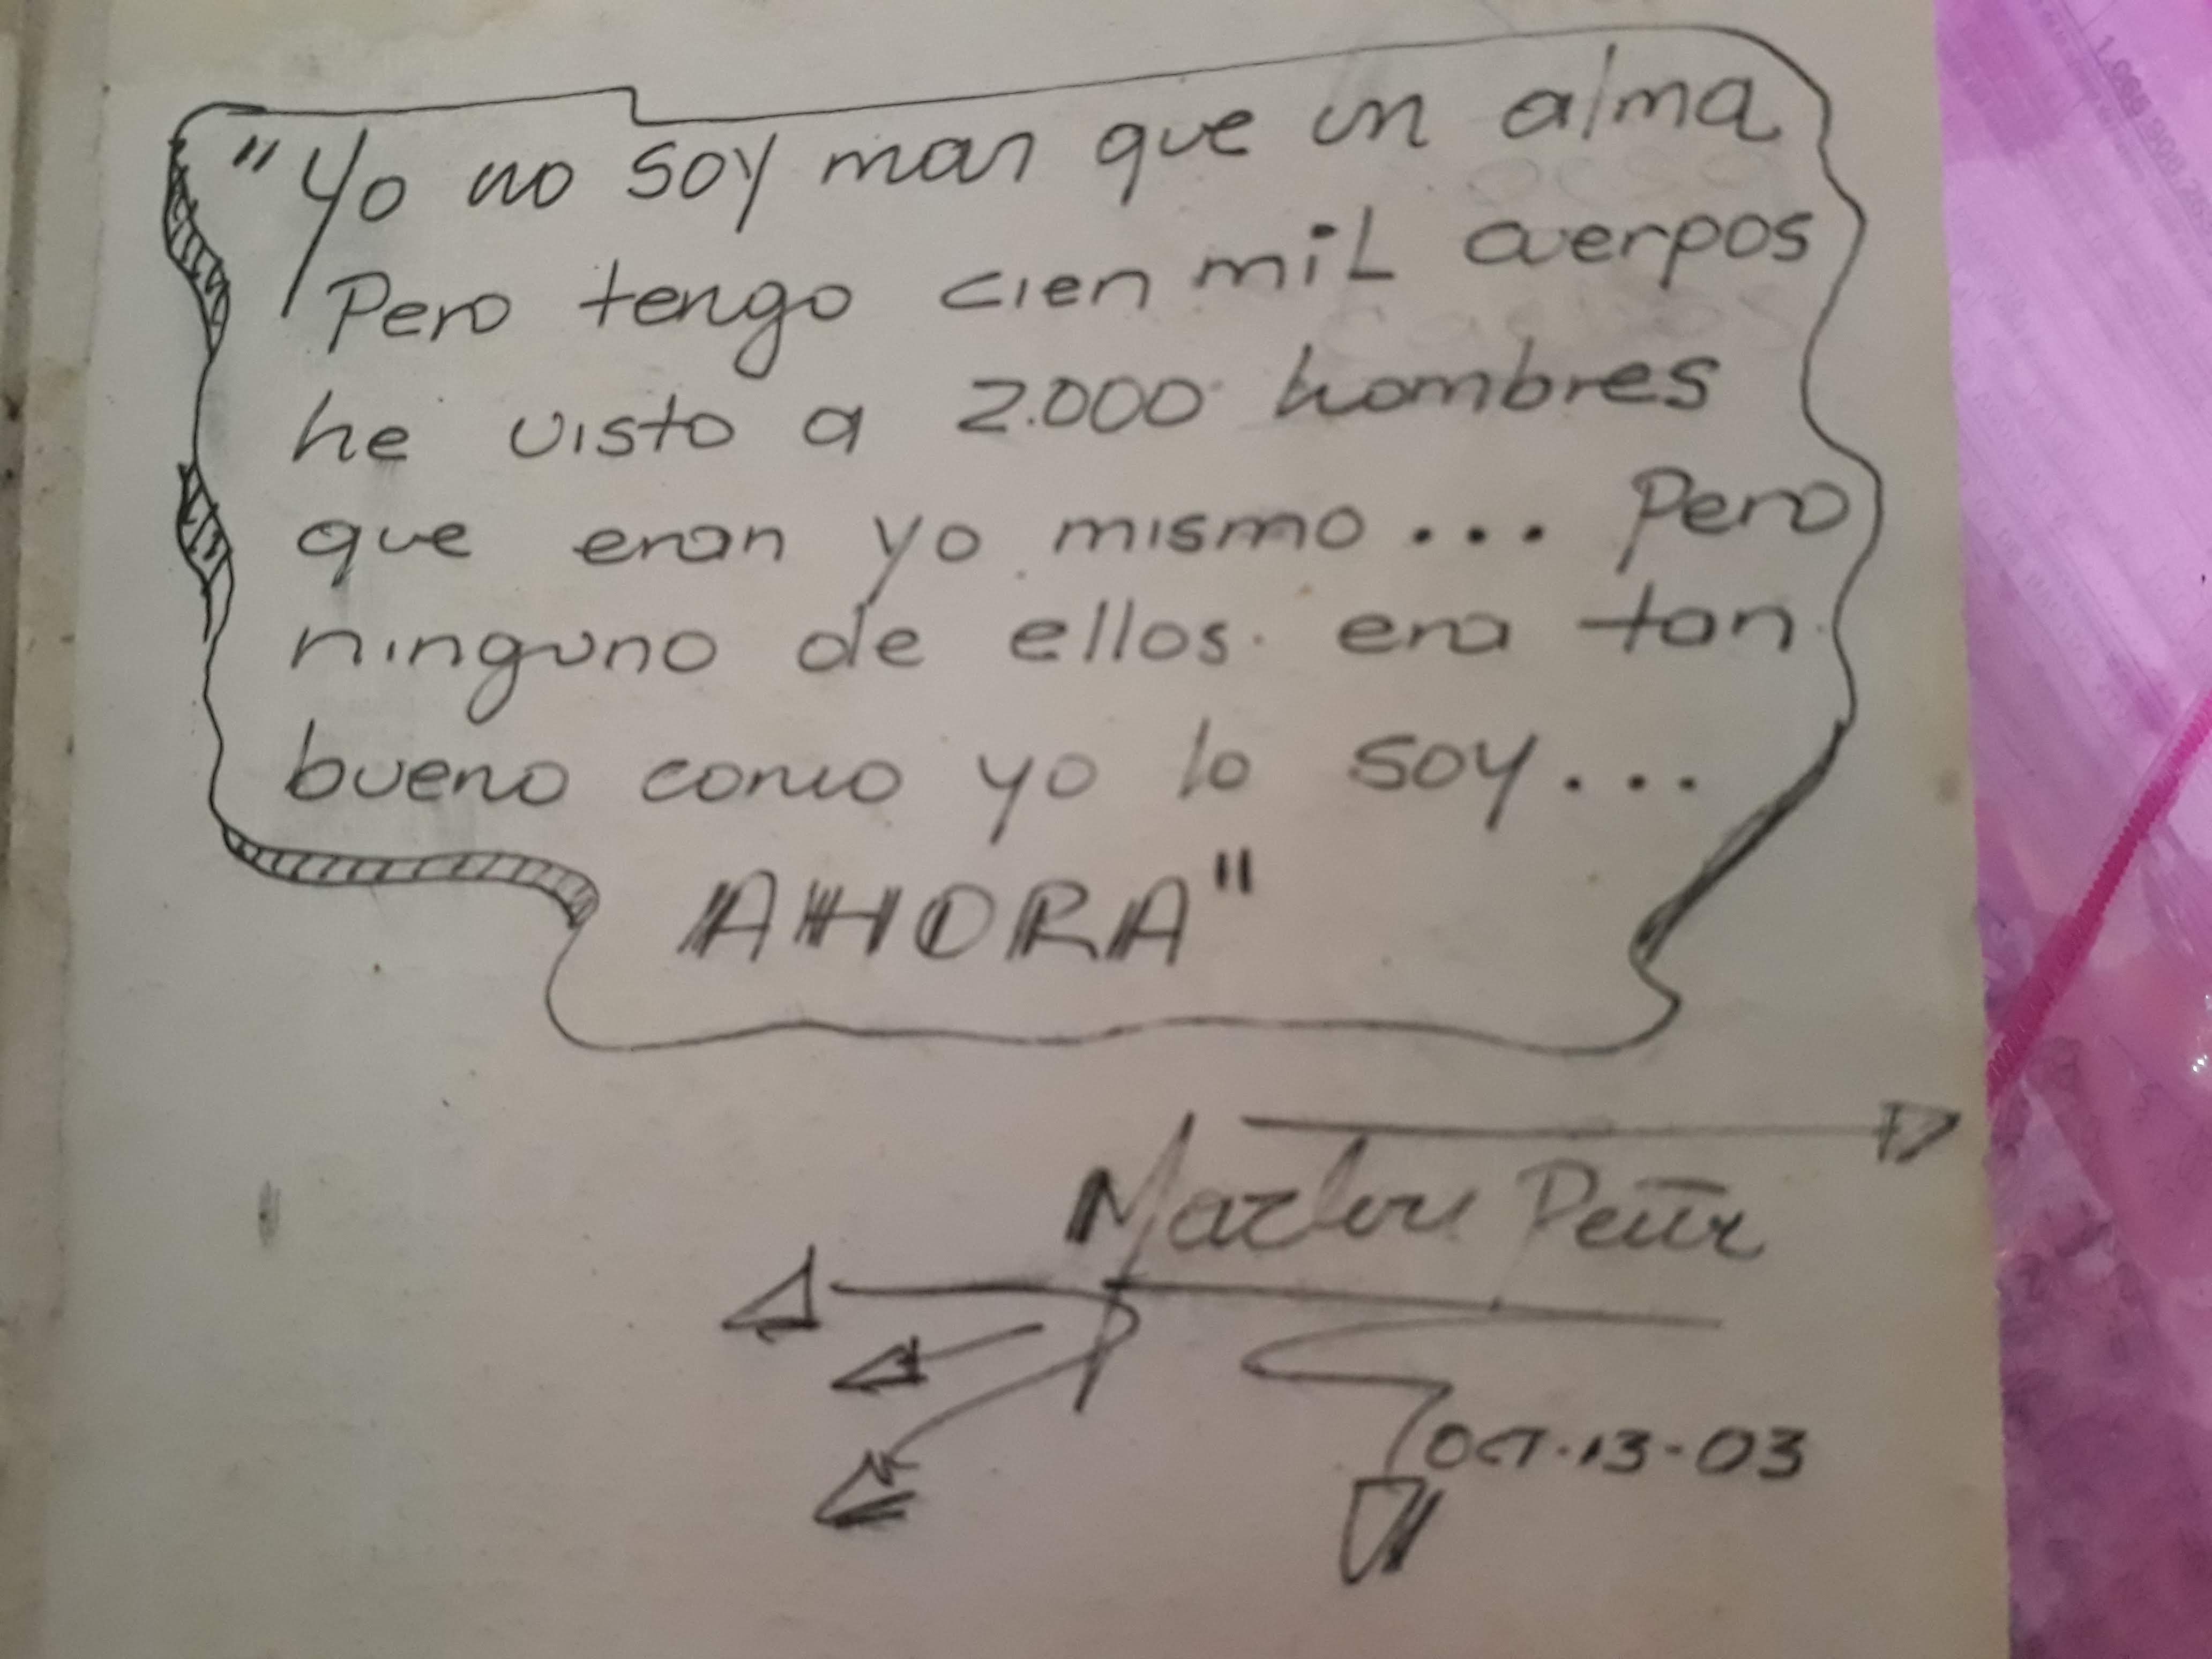 "Yo no soy mas que un alma
Pero tengo cien mil cuerpos
he visto a 2.000 hombres
que eran yo mismo... Pero
ninguno de ellos era tan
bueno como yo lo soy...
AHORA"
Marlon Peña
OCT.13-03